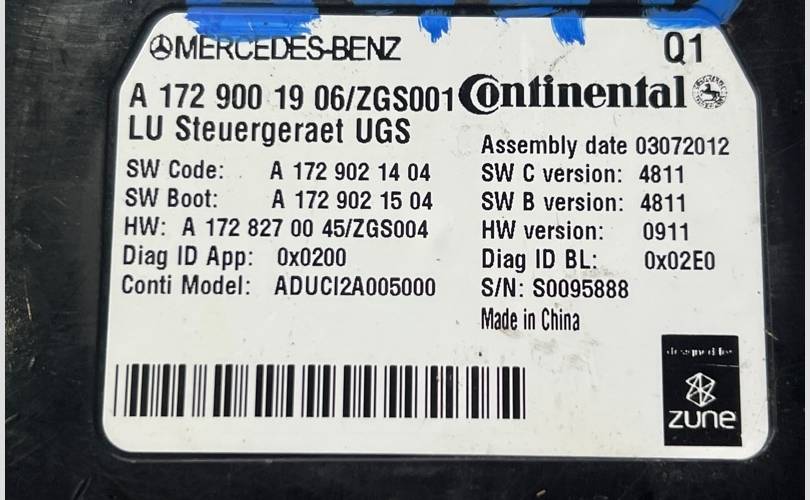 MERCEDES-BENZ
Q1
A 172 900 19 06/ZGS001
Continental
LU Steuergeraet UGS
Assembly date 03072012
SW Code: A 172 902 14 04
SW C version: 4811
SW Boot: A 172 902 15 04
SW B version: 4811
HW: A 172 827 00 45/ZGS004
HW version: 0911
Diag ID App: 0x0200
Diag ID BL: 0x02E0
Conti Model: ADUCI2A005000
S/N: S0095888
Made in China
designed for
zune